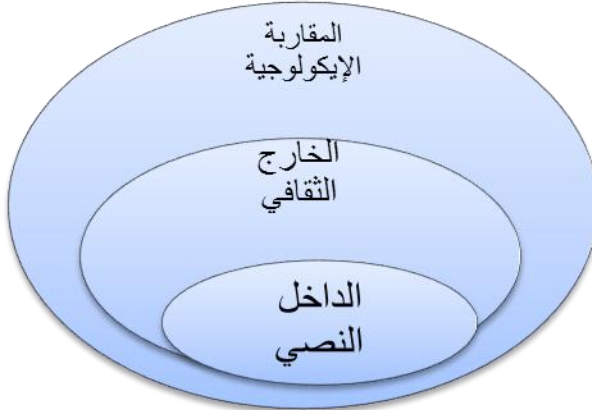 المقاربة
الإيكولوجية
الخارج
الثقافي
الداخل
النصي